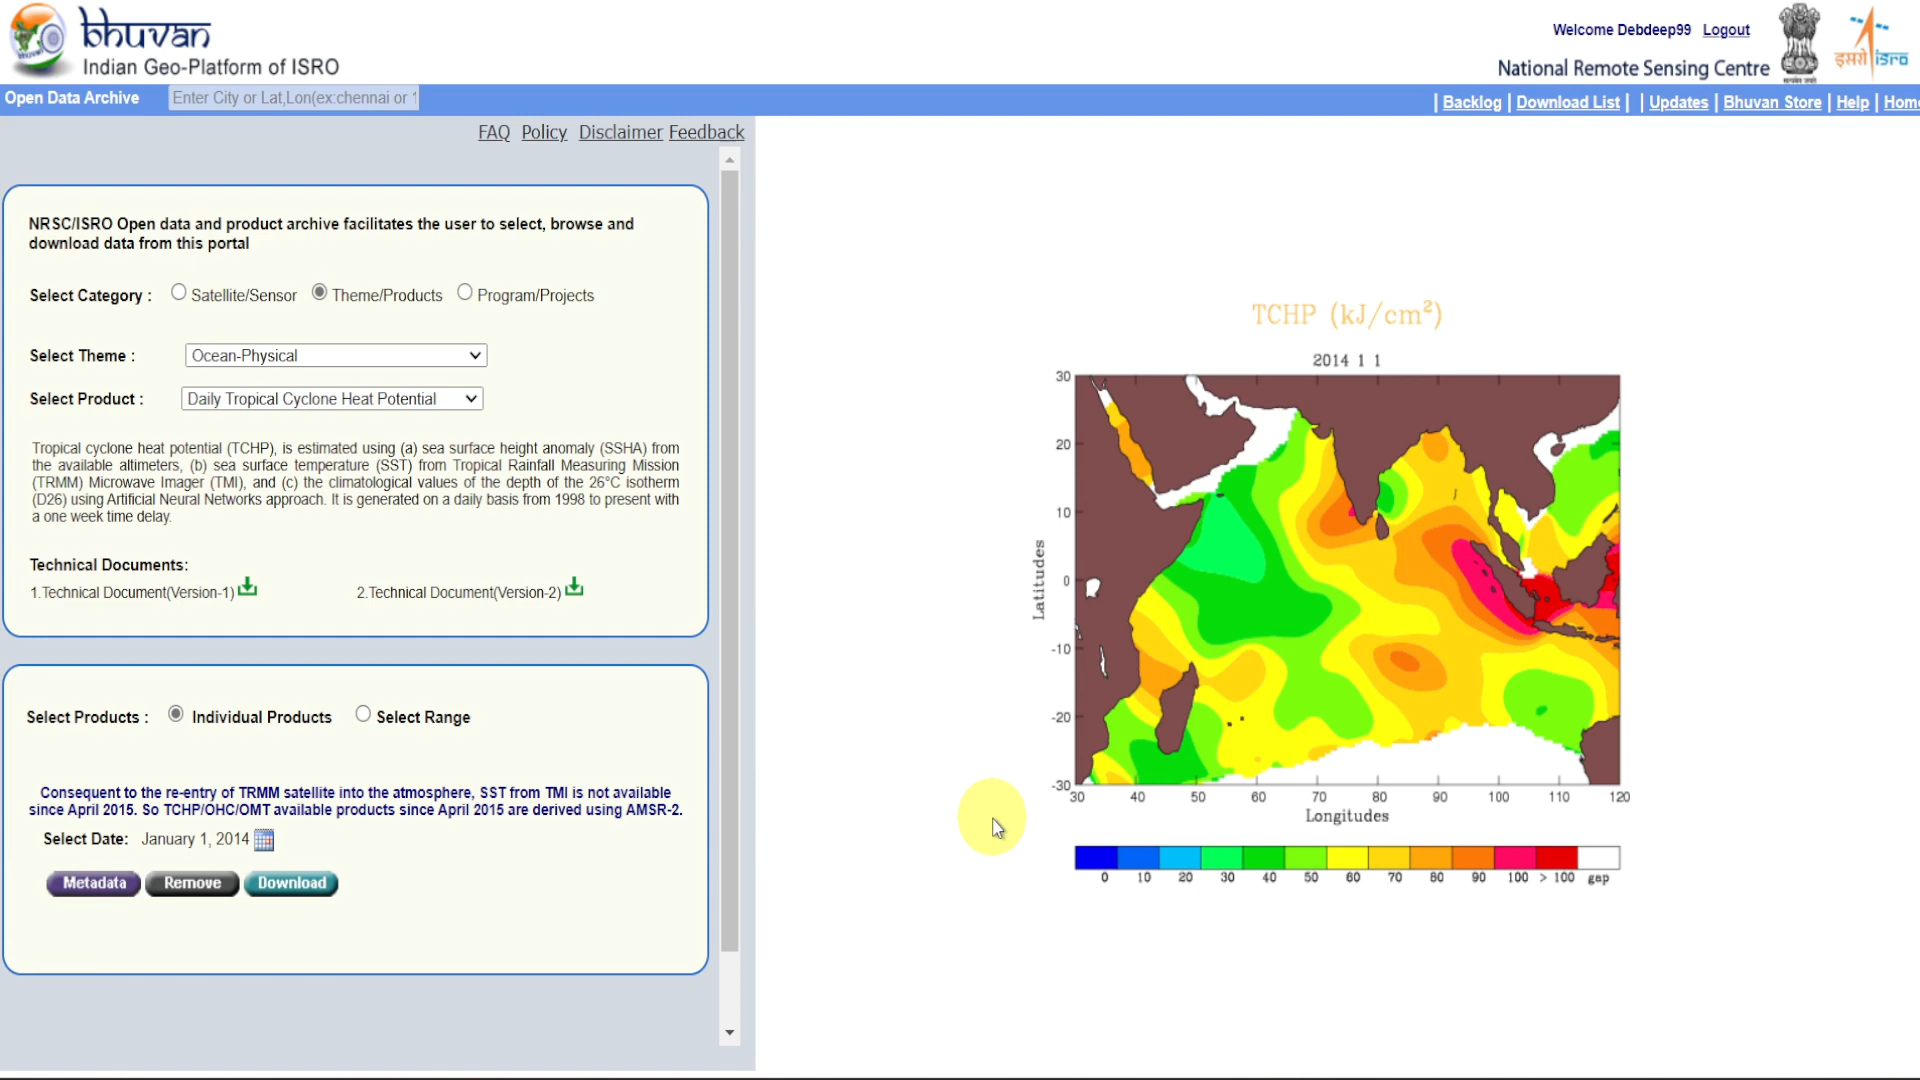 bhuvan
Indian Geo-Platform of ISRO
Welcome Debdeep99 Logout
National Remote Sensing Centre
इसरो isro
Open Data Archive
Enter City or Lat,Lon(ex:chennai or 1
| Backlog | Download List | | Updates | Bhuvan Store | Help | Home
FAQ Policy Disclaimer Feedback
NRSC/ISRO Open data and product archive facilitates the user to select, browse and
download data from this portal
Select Category : Satellite/Sensor Theme/Products Program/Projects
Select Theme : Ocean-Physical
Select Product : Daily Tropical Cyclone Heat Potential
Tropical cyclone heat potential (TCHP), is estimated using (a) sea surface height anomaly (SSHA) from
the available altimeters, (b) sea surface temperature (SST) from Tropical Rainfall Measuring Mission
(TRMM) Microwave Imager (TMI), and (c) the climatological values of the depth of the 26°C isotherm
(D26) using Artificial Neural Networks approach. It is generated on a daily basis from 1998 to present with
a one week time delay.
Technical Documents:
1.Technical Document(Version-1) 2.Technical Document(Version-2)
Select Products : Individual Products Select Range
Consequent to the re-entry of TRMM satellite into the atmosphere, SST from TMI is not available
since April 2015. So TCHP/OHC/OMT available products since April 2015 are derived using AMSR-2.
Select Date: January 1, 2014
Metadata Remove Download
TCHP (kJ/cm²)
2014 1 1
30
20
10
0
-10
-20
-30
Latitudes
30 40 50 60 70 80 90 100 110 120
Longitudes
0 10 20 30 40 50 60 70 80 90 100 > 100 gap